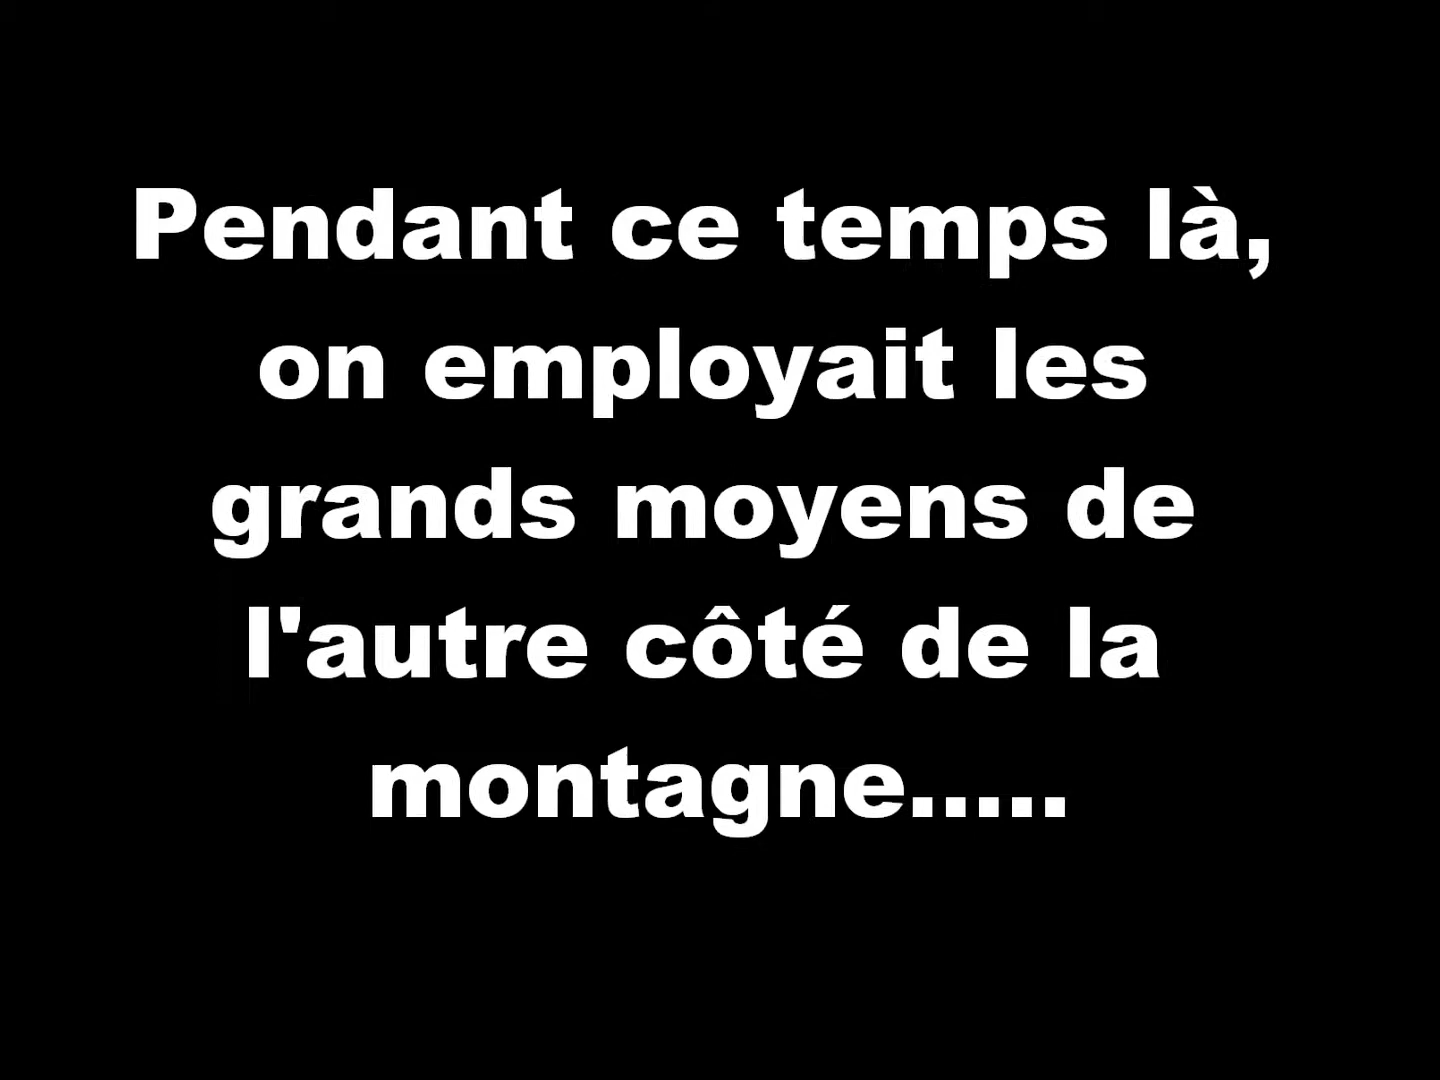 Pendant ce temps là,
on employait les
grands moyens de
l'autre côté de la
montagne.....